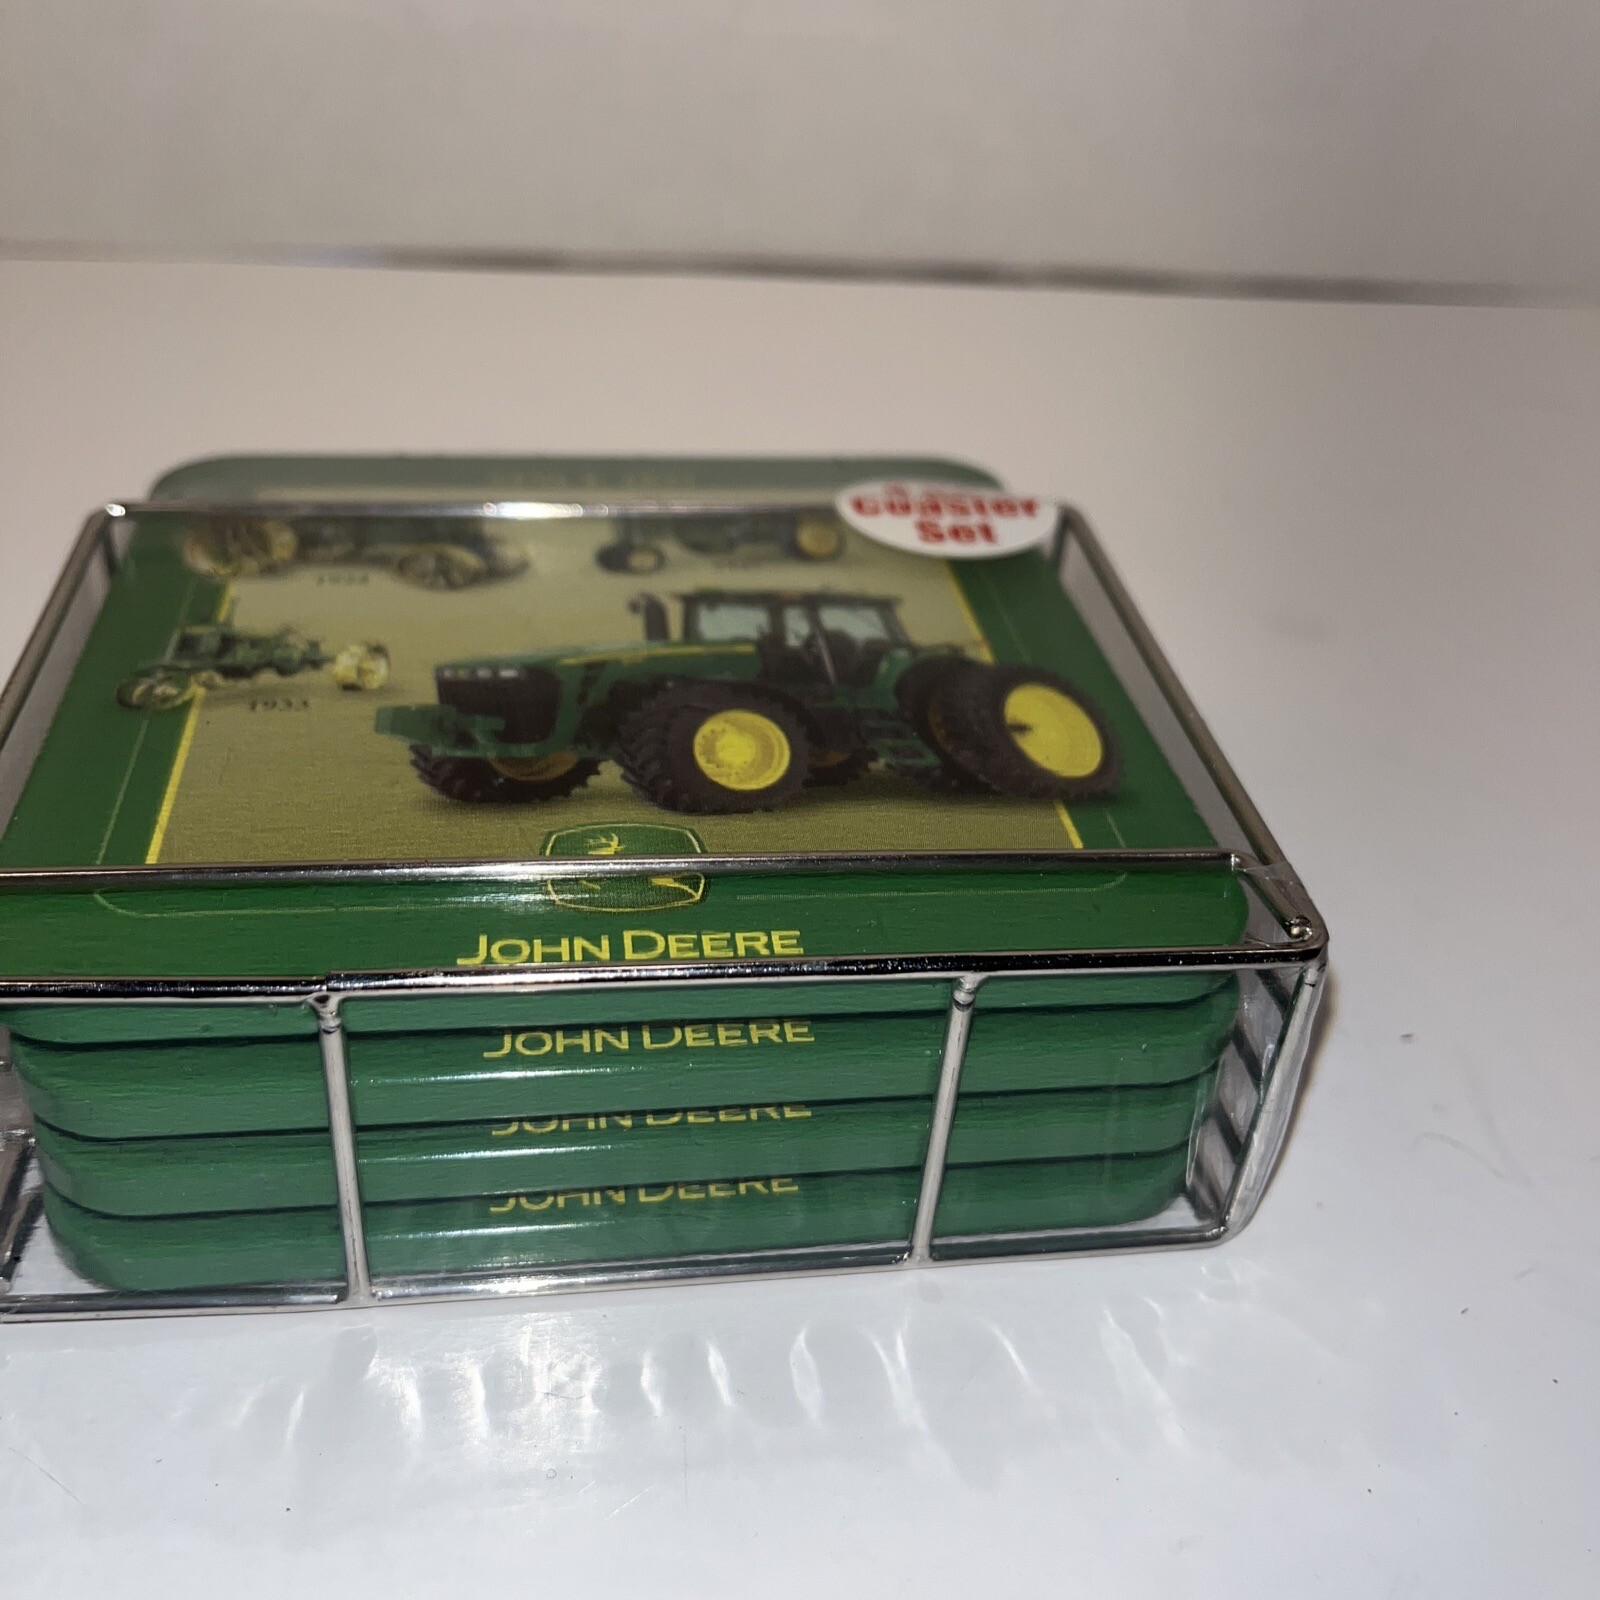 Coaster
Set
1933
JOHN DEERE
JOHN DEERE
JOHN DEERE
JOHN DEERE